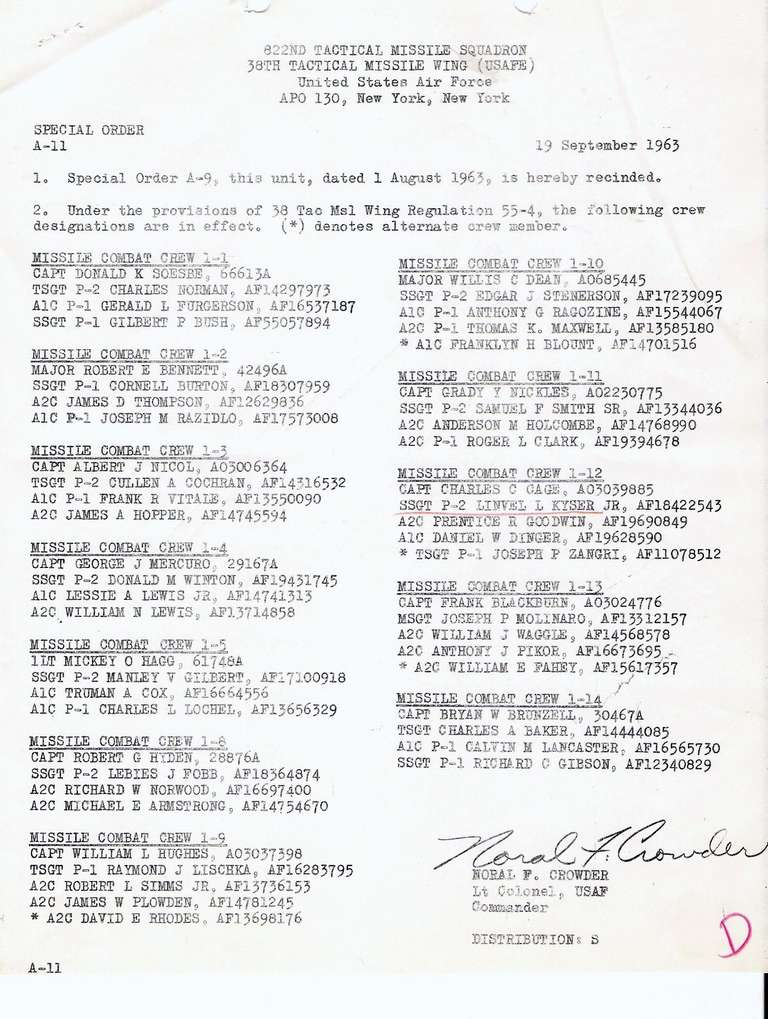 822ND TACTICAL MISSILE SQUADRON
38TH TACTICAL MISSILE WING (USAFE)
United States Air Force
APO 130, New York, New York
SPECIAL ORDER
A-11
19 September 1963
1. Special Order A-9, this unit, dated 1 August 1963, is hereby recinded.
2. Under the provisions of 38 Tac Msl Wing Regulation 55-4, the following crew
designations are in effect. (*) denotes alternate crew member.
MISSILE COMBAT CREW 1-1
CAPT DONALD K SOESBE, 66613A
TSGT P-2 CHARLES NORMAN, AF14297973
A1C P-1 GERALD L FURGERSON, AF16537187
SSGT P-1 GILBERT P BUSH, AF55057894
MISSILE COMBAT CREW 1-2
MAJOR ROBERT E BENNETT, 42496A
SSGT P-1 CORNELL BURTON, AF18307959
A2C JAMES D THOMPSON, AF12629836
A1C P-1 JOSEPH M RAZIDLO, AF17573008
MISSILE COMBAT CREW 1-3
CAPT ALBERT J NICOL, AO3006364
TSGT P-2 CULLEN A COCHRAN, AF14316532
A1C P-1 FRANK R VITALE, AF13550090
A2C JAMES A HOPPER, AF14745594
MISSILE COMBAT CREW 1-4
CAPT GEORGE J MERCURO, 29167A
SSGT P-2 DONALD M WINTON, AF19431745
A1C LESSIE A LEWIS JR, AF14741313
A2C WILLIAM N LEWIS, AF13714858
MISSILE COMBAT CREW 1-5
1LT MICKEY O HAGG, 61748A
SSGT P-2 MANLEY V GILBERT, AF17100918
A1C TRUMAN A COX, AF16664556
A1C P-1 CHARLES L LOCHEL, AF13656329
MISSILE COMBAT CREW 1-8
CAPT ROBERT G HIDEN, 28876A
SSGT P-2 LEBIES J FOBB, AF18364874
A2C RICHARD W NORWOOD, AF16697400
A2C MICHAEL E ARMSTRONG, AF14754670
MISSILE COMBAT CREW 1-9
CAPT WILLIAM L HUGHES, AO3037398
TSGT P-1 RAYMOND J LISCHKA, AF16283795
A2C ROBERT L SIMMS JR, AF13736153
A2C JAMES W PLOWDEN, AF14781245
* A2C DAVID E RHODES, AF13698176
MISSILE COMBAT CREW 1-10
MAJOR WILLIS C DEAN, AO685445
SSGT P-2 EDGAR J STENERSON, AF17239095
A1C P-1 ANTHONY G RAGOZINE, AF15544067
A2C P-1 THOMAS K. MAXWELL, AF13585180
* A1C FRANKLYN H BLOUNT, AF14701516
MISSILE COMBAT CREW 1-11
CAPT GRADY Y NICKLES, AO2230775
SSGT P-2 SAMUEL F SMITH SR, AF13344036
A2C ANDERSON M HOLCOMBE, AF14768990
A2C P-1 ROGER L CLARK, AF19394678
MISSILE COMBAT CREW 1-12
CAPT CHARLES C GAGE, AO3039885
SSGT P-2 LINVEL L KYSER JR, AF18422543
A2C PRENTICE R GOODWIN, AF19690849
A1C DANIEL W DINGER, AF19628590
* TSGT P-1 JOSEPH P ZANGRI, AF11078512
MISSILE COMBAT CREW 1-13
CAPT FRANK BLACKBURN, AO3024776
MSGT JOSEPH P MOLINARO, AF13312157
A2C WILLIAM J WAGGLE, AF14568578
A2C ANTHONY J PIKOR, AF16673695
* A2C WILLIAM E FAHEY, AF15617357
MISSILE COMBAT CREW 1-14
CAPT BRYAN W BRUNZELL, 30467A
TSGT CHARLES A BAKER, AF14444085
A1C P-1 CALVIN M LANCASTER, AF16565730
SSGT P-1 RICHARD C GIBSON, AF12340829
Noral F. Crowder
NORAL F. CROWDER
Lt Colonel, USAF
Commander
DISTRIBUTION: S
D
A-11